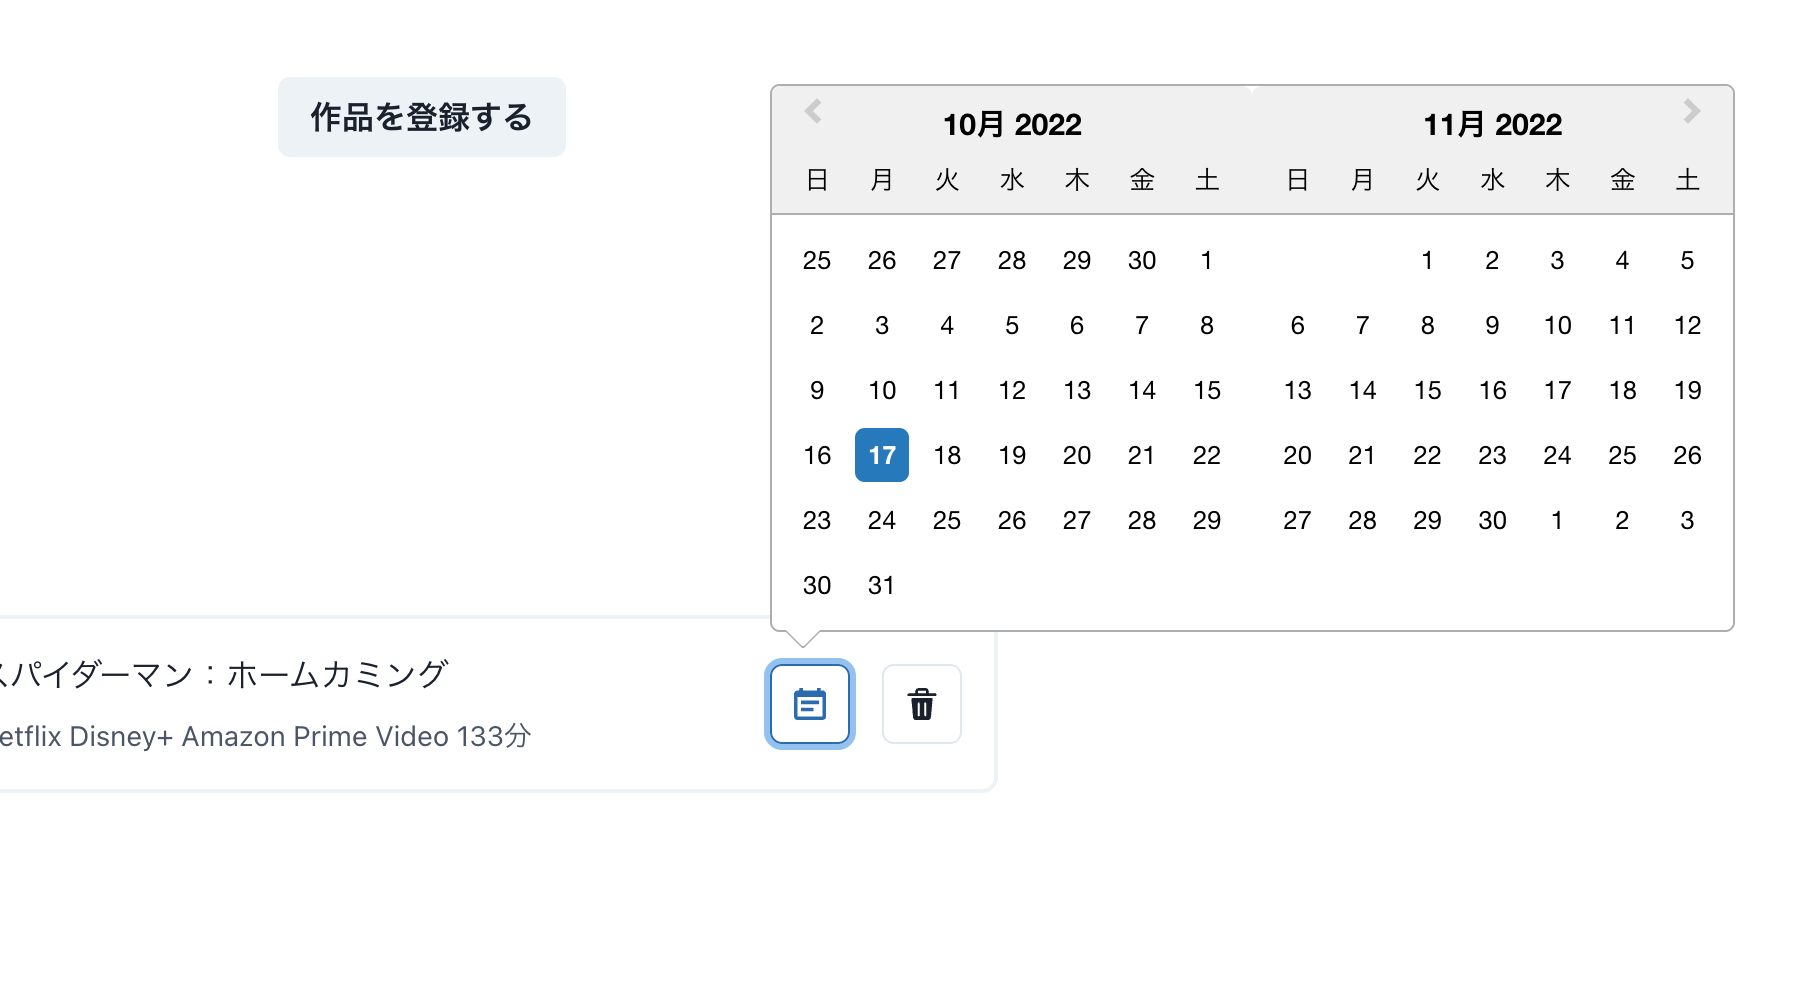 作品を登録する
10月 2022
日 月 火 水 木 金 土
25 26 27 28 29 30 1
2 3 4 5 6 7 8
9 10 11 12 13 14 15
16 17 18 19 20 21 22
23 24 25 26 27 28 29
30 31
11月 2022
日 月 火 水 木 金 土
1 2 3 4 5
6 7 8 9 10 11 12
13 14 15 16 17 18 19
20 21 22 23 24 25 26
27 28 29 30 1 2 3
スパイダーマン：ホームカミング
etflix Disney+ Amazon Prime Video 133分